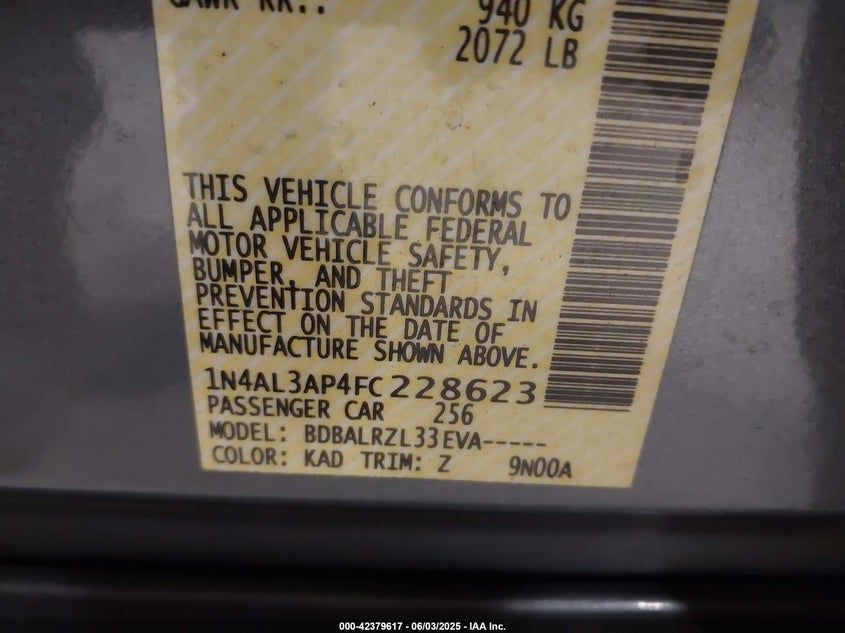 GAWR RR.:
940 KG
2072 LB
THIS VEHICLE CONFORMS TO
ALL APPLICABLE FEDERAL
MOTOR VEHICLE SAFETY,
BUMPER, AND THEFT
PREVENTION STANDARDS IN
EFFECT ON THE DATE OF
MANUFACTURE SHOWN ABOVE.
1N4AL3AP4FC228623
PASSENGER CAR 256
MODEL: BDBALRZL33EVA-----
COLOR: KAD TRIM: Z 9N00A
000-42379617 - 06/03/2025 - IAA Inc.